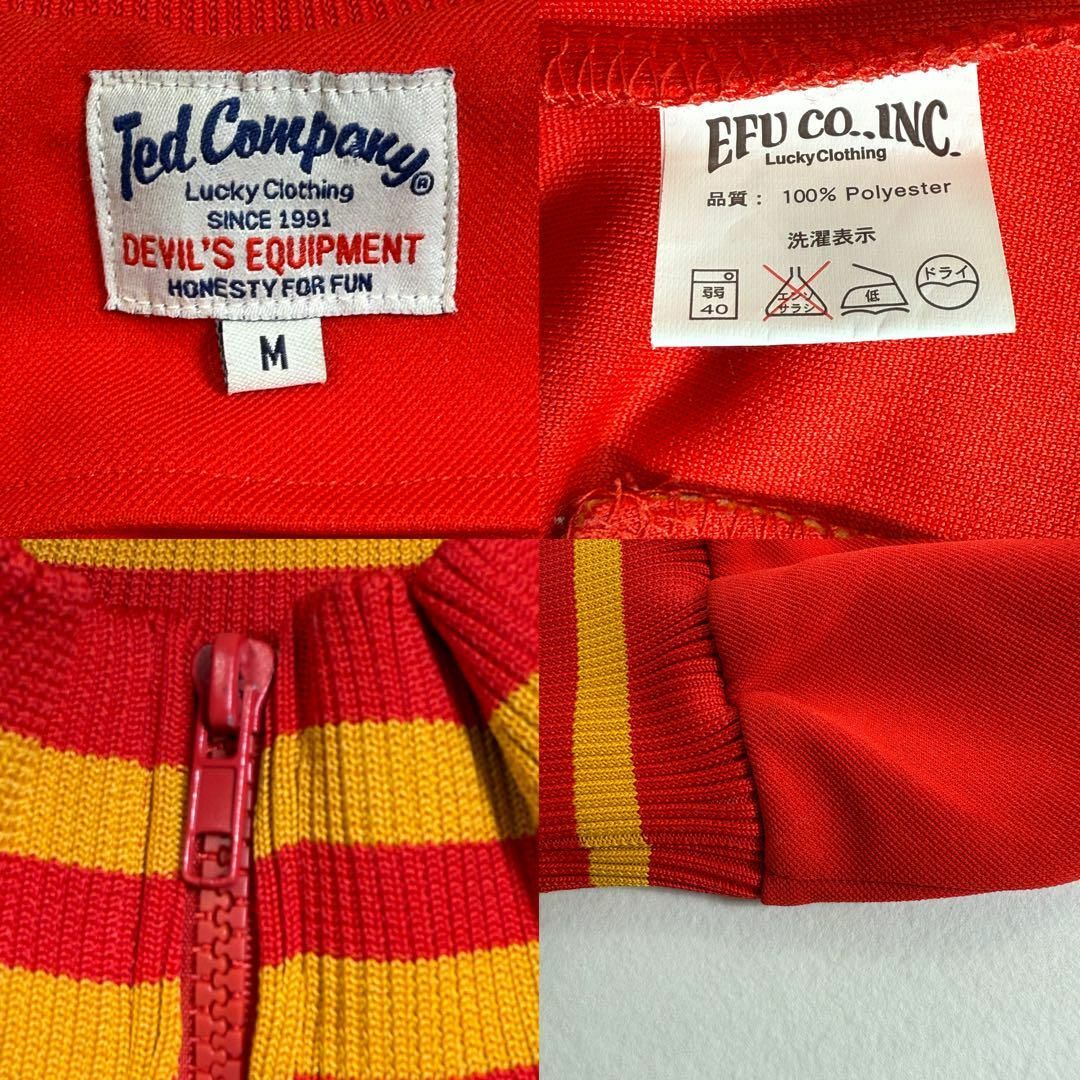 Ted Company®
Lucky Clothing
SINCE 1991
DEVIL'S EQUIPMENT
HONESTY FOR FUN
M
EFU CO.,INC.
LuckyClothing
品質： 100% Polyester
洗濯表示
弱
40
エンソ
サラシ
低
ドライ